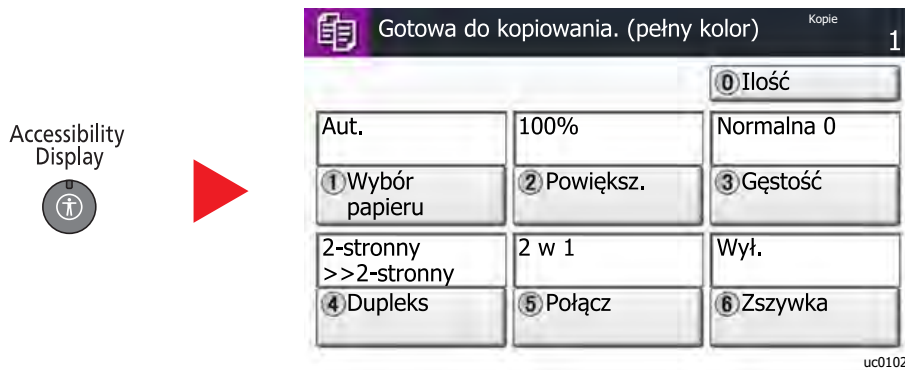 Accessibility
Display
Gotowa do kopiowania. (pełny kolor)
Kopie
1
0 Ilość
Aut.
100%
Normalna 0
1 Wybór
papieru
2 Powiększ.
3 Gęstość
2-stronny
>>2-stronny
2 w 1
Wył.
4 Dupleks
5 Połącz
6 Zszywka
uc0102